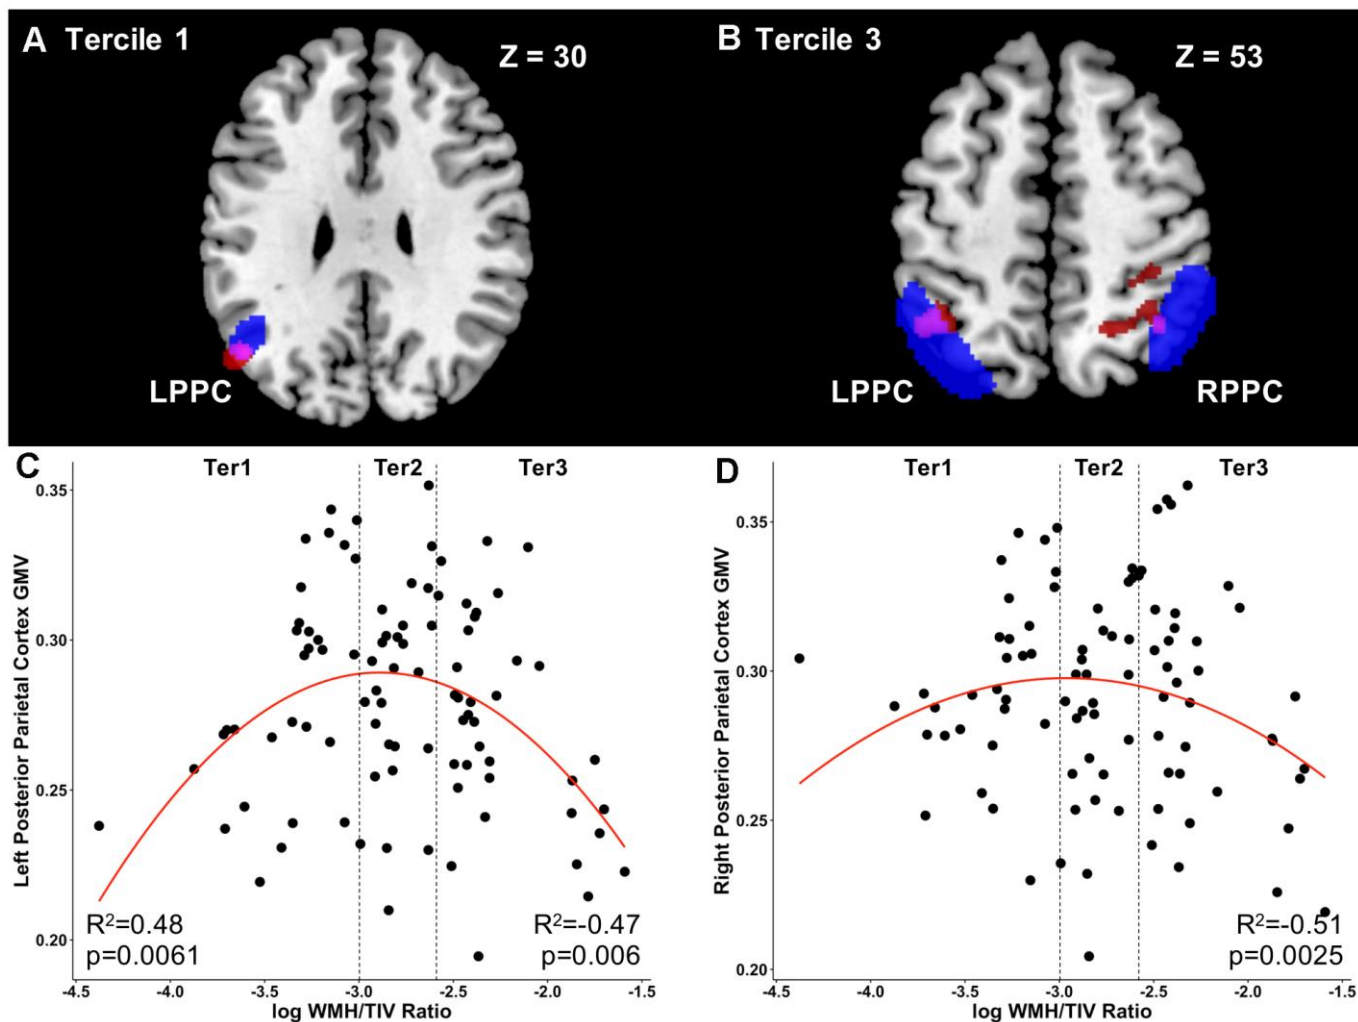 A Tercile 1
Z = 30
LPPC
B Tercile 3
Z = 53
LPPC
RPPC
C
Ter1
Ter2
Ter3
Left Posterior Parietal Cortex GMV
0.35
0.30
0.25
0.20
R²=0.48
p=0.0061
R²=-0.47
p=0.006
-4.5
-4.0
-3.5
-3.0
-2.5
-2.0
-1.5
log WMH/TIV Ratio
D
Ter1
Ter2
Ter3
Right Posterior Parietal Cortex GMV
0.35
0.30
0.25
0.20
R²=-0.51
p=0.0025
-4.5
-4.0
-3.5
-3.0
-2.5
-2.0
-1.5
log WMH/TIV Ratio